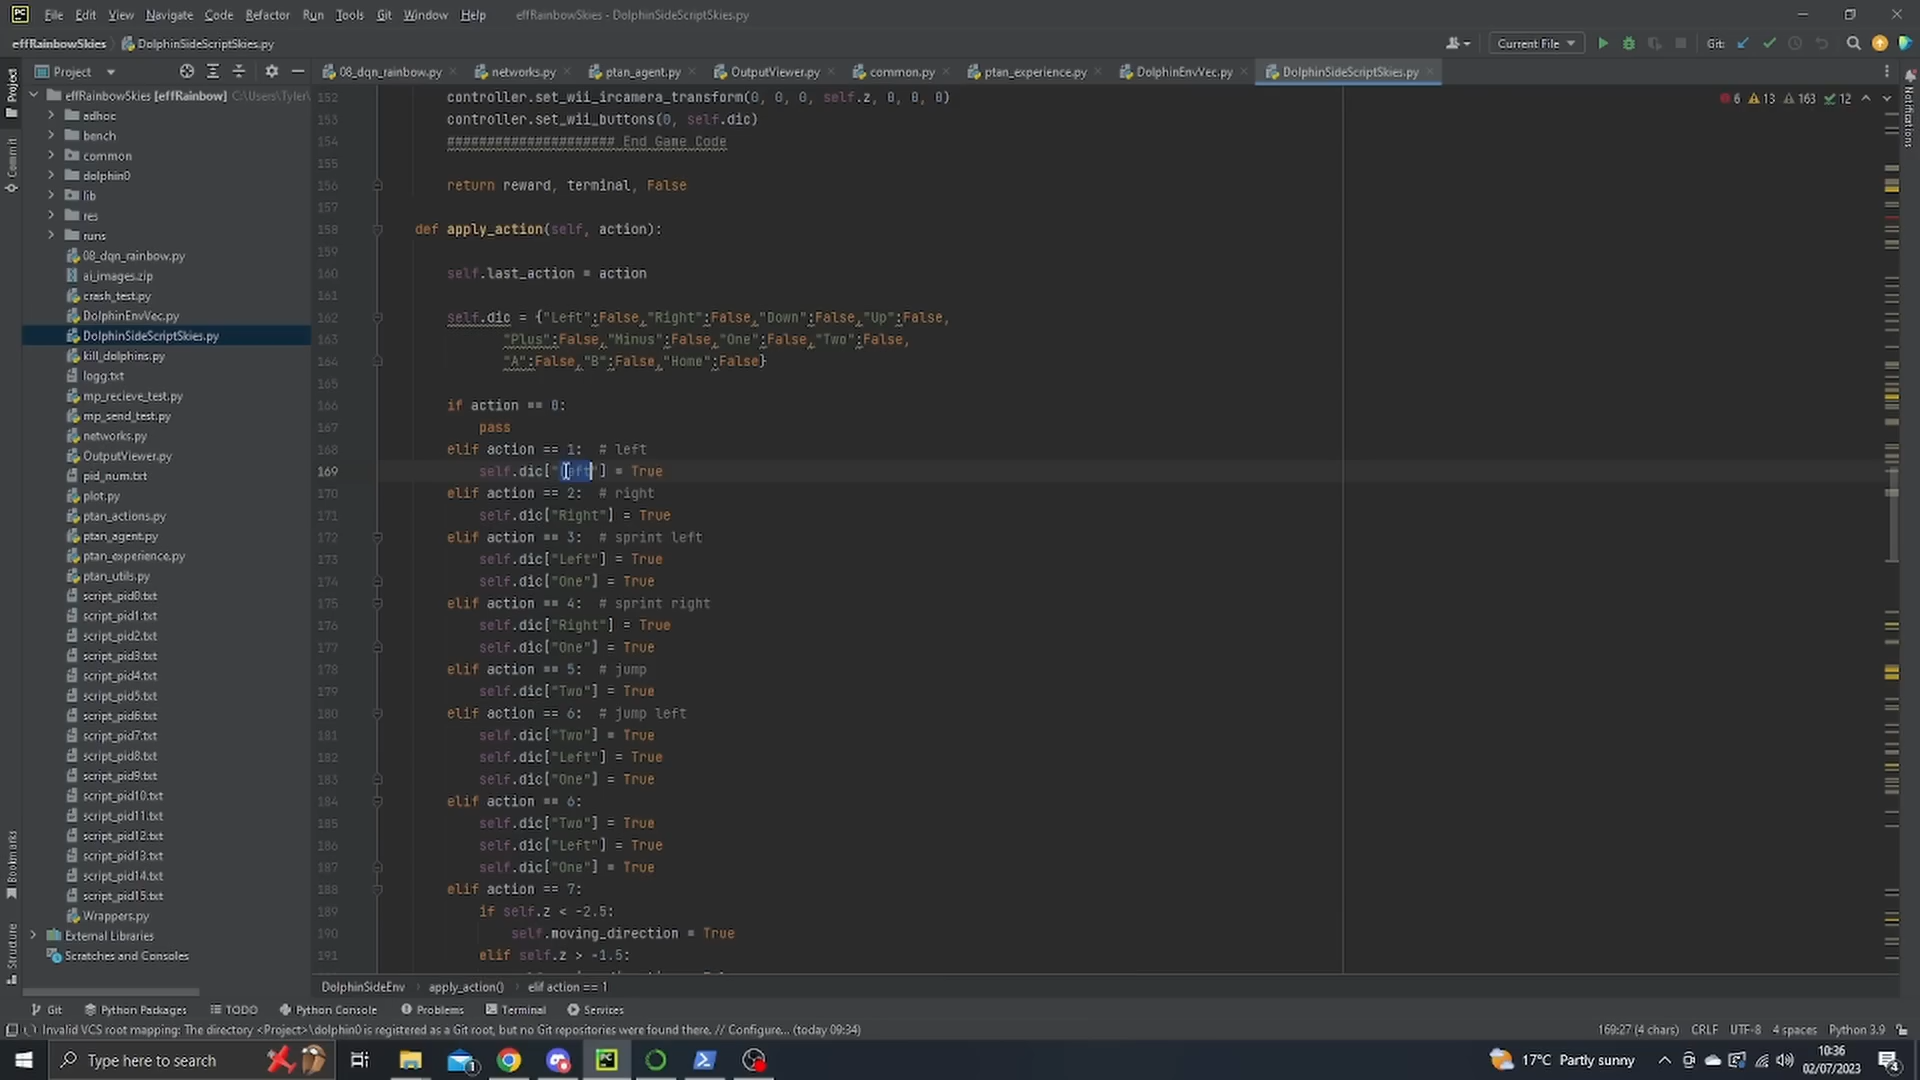 File Edit View Navigate Code Refactor Run Tools Git Window Help effRainbowSkies - DolphinSideScriptSkies.py
effRainbowSkies DolphinSideScriptSkies.py Current File Git:
Project 08_dqn_rainbow.py networks.py ptan_agent.py OutputViewer.py common.py ptan_experience.py DolphinEnvVec.py DolphinSideScriptSkies.py
Project
Commit
Bookmarks
Structure
Notifications
effRainbowSkies [effRainbow] C:\Users\Tyler\
adhoc
bench
common
dolphin0
lib
res
runs
08_dqn_rainbow.py
ai_images.zip
crash_test.py
DolphinEnvVec.py
DolphinSideScriptSkies.py
kill_dolphins.py
logg.txt
mp_recieve_test.py
mp_send_test.py
networks.py
OutputViewer.py
pid_num.txt
plot.py
ptan_actions.py
ptan_agent.py
ptan_experience.py
ptan_utils.py
script_pid0.txt
script_pid1.txt
script_pid2.txt
script_pid3.txt
script_pid4.txt
script_pid5.txt
script_pid6.txt
script_pid7.txt
script_pid8.txt
script_pid9.txt
script_pid10.txt
script_pid11.txt
script_pid12.txt
script_pid13.txt
script_pid14.txt
script_pid15.txt
Wrappers.py
External Libraries
Scratches and Consoles
6 13 163 12
152 controller.set_wii_ircamera_transform(0, 0, 0, self.z, 0, 0, 0)
153 controller.set_wii_buttons(0, self.dic)
154 ##################### End Game Code
155
156 return reward, terminal, False
157
158 def apply_action(self, action):
159
160 self.last_action = action
161
162 self.dic = {"Left":False,"Right":False,"Down":False,"Up":False,
163 "Plus":False,"Minus":False,"One":False,"Two":False,
164 "A":False,"B":False,"Home":False}
165
166 if action == 0:
167 pass
168 elif action == 1: # left
169 self.dic["Left"] = True
170 elif action == 2: # right
171 self.dic["Right"] = True
172 elif action == 3: # sprint left
173 self.dic["Left"] = True
174 self.dic["One"] = True
175 elif action == 4: # sprint right
176 self.dic["Right"] = True
177 self.dic["One"] = True
178 elif action == 5: # jump
179 self.dic["Two"] = True
180 elif action == 6: # jump left
181 self.dic["Two"] = True
182 self.dic["Left"] = True
183 self.dic["One"] = True
184 elif action == 6:
185 self.dic["Two"] = True
186 self.dic["Left"] = True
187 self.dic["One"] = True
188 elif action == 7:
189 if self.z < -2.5:
190 self.moving_direction = True
191 elif self.z > -1.5:
DolphinSideEnv apply_action() elif action == 1
Git Python Packages TODO Python Console Problems Terminal Services
Invalid VCS root mapping: The directory <Project>\dolphin0 is registered as a Git root, but no Git repositories were found there. // Configure... (today 09:34) 169:27 (4 chars) CRLF UTF-8 4 spaces Python 3.9
Type here to search 17°C Partly sunny 10:36
02/07/2023